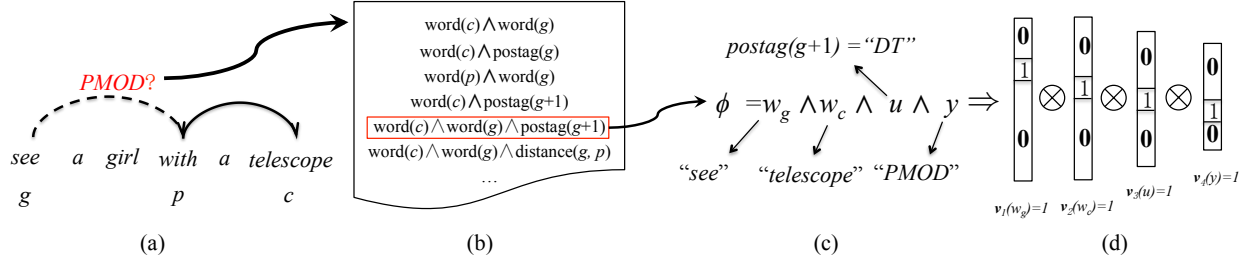 PMOD?
see a girl with a telescope
g p c
(a)
word(c)∧word(g)
word(c)∧postag(g)
word(p)∧word(g)
word(c)∧postag(g+1)
word(c)∧word(g)∧postag(g+1)
word(c)∧word(g)∧distance(g, p)
…
(b)
postag(g+1) =“DT”
ϕ =w_g ∧w_c ∧ u ∧ y ⇒
“see” “telescope” “PMOD”
(c)
0 1 0 ⊗ 0 1 0 ⊗ 0 1 0 ⊗ 0 1 0
v_1(w_g)=1 v_2(w_c)=1 v_3(u)=1 v_4(y)=1
(d)